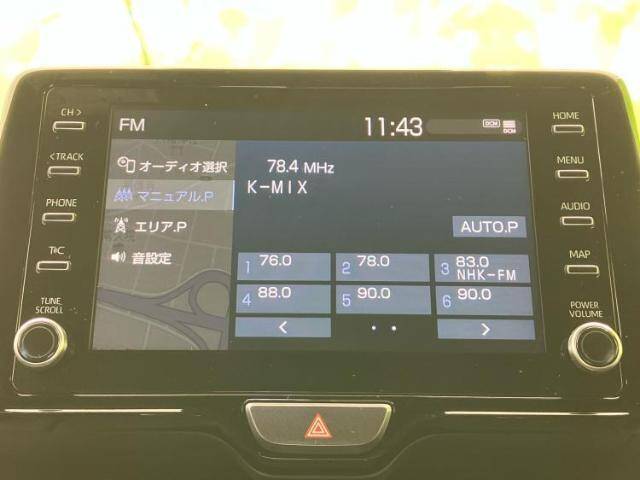 CH >
< TRACK
PHONE
T*C
TUNE
SCROLL
FM
11:43
DCM
DCM
オーディオ選択
マニュアル.P
エリア.P
音設定
78.4 MHz
K-MIX
AUTO.P
1 76.0
2 78.0
3 83.0
NHK-FM
4 88.0
5 90.0
6 90.0
<
>
HOME
MENU
AUDIO
MAP
POWER
VOLUME